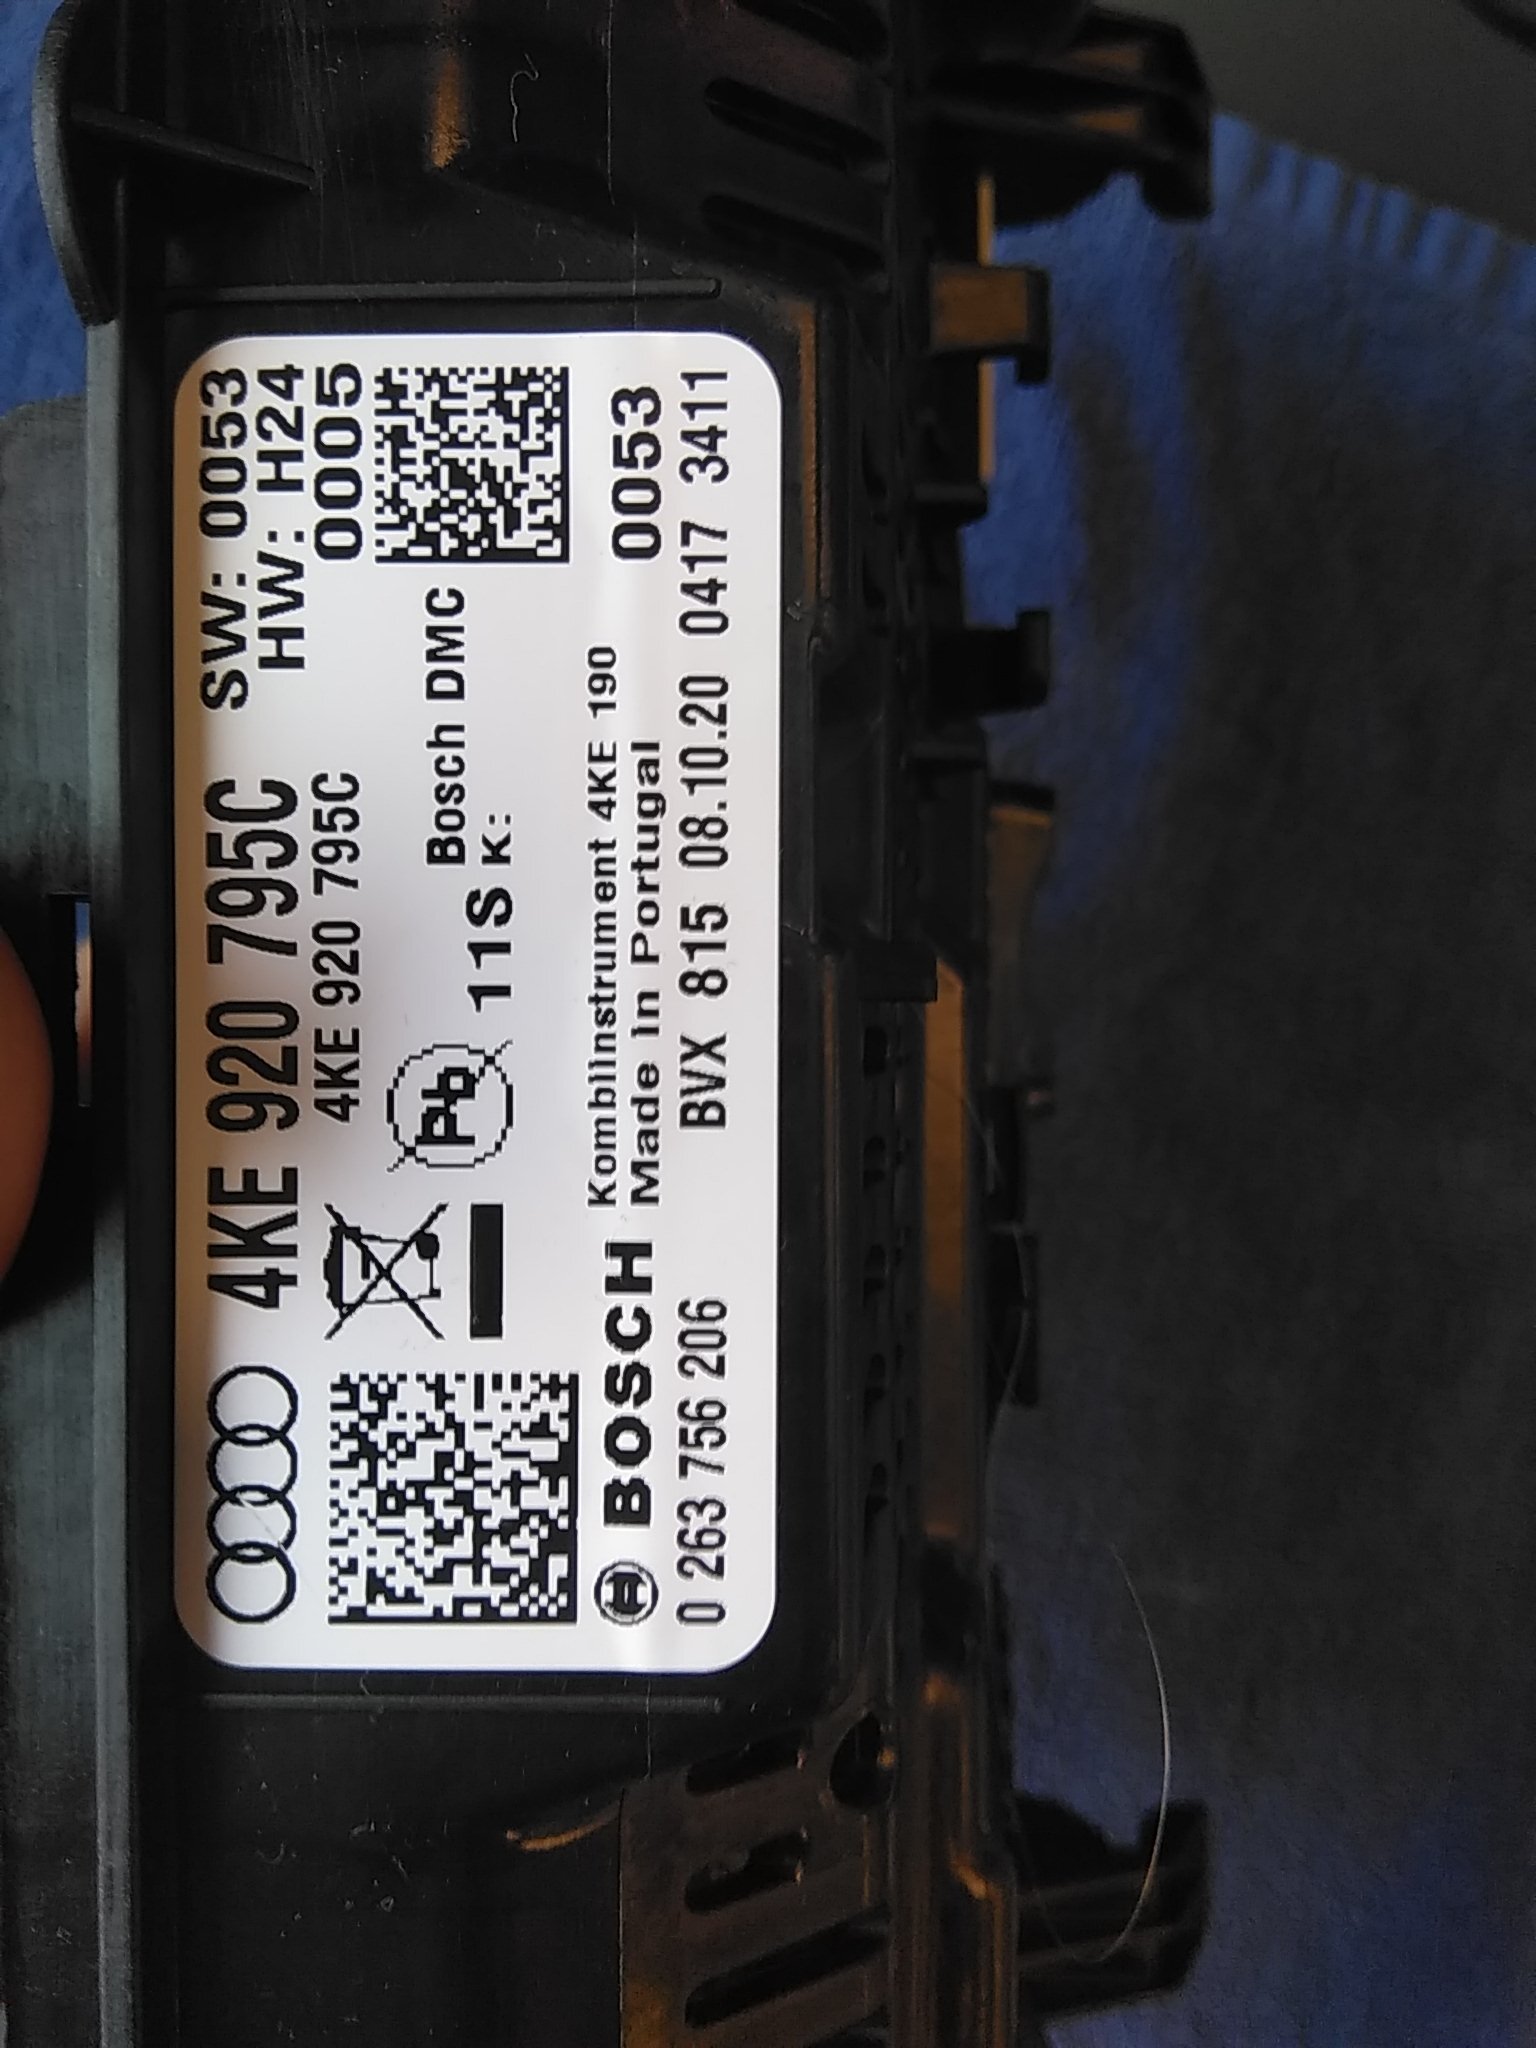 4KE 920 795C SW: 0053
4KE 920 795C HW: H24
0005
Pb
Bosch DMC
11S K:
BOSCH
Kombiinstrument 4KE 190
Made in Portugal
0053
0 263 756 206 BVX 815 08.10.20 0417 3411